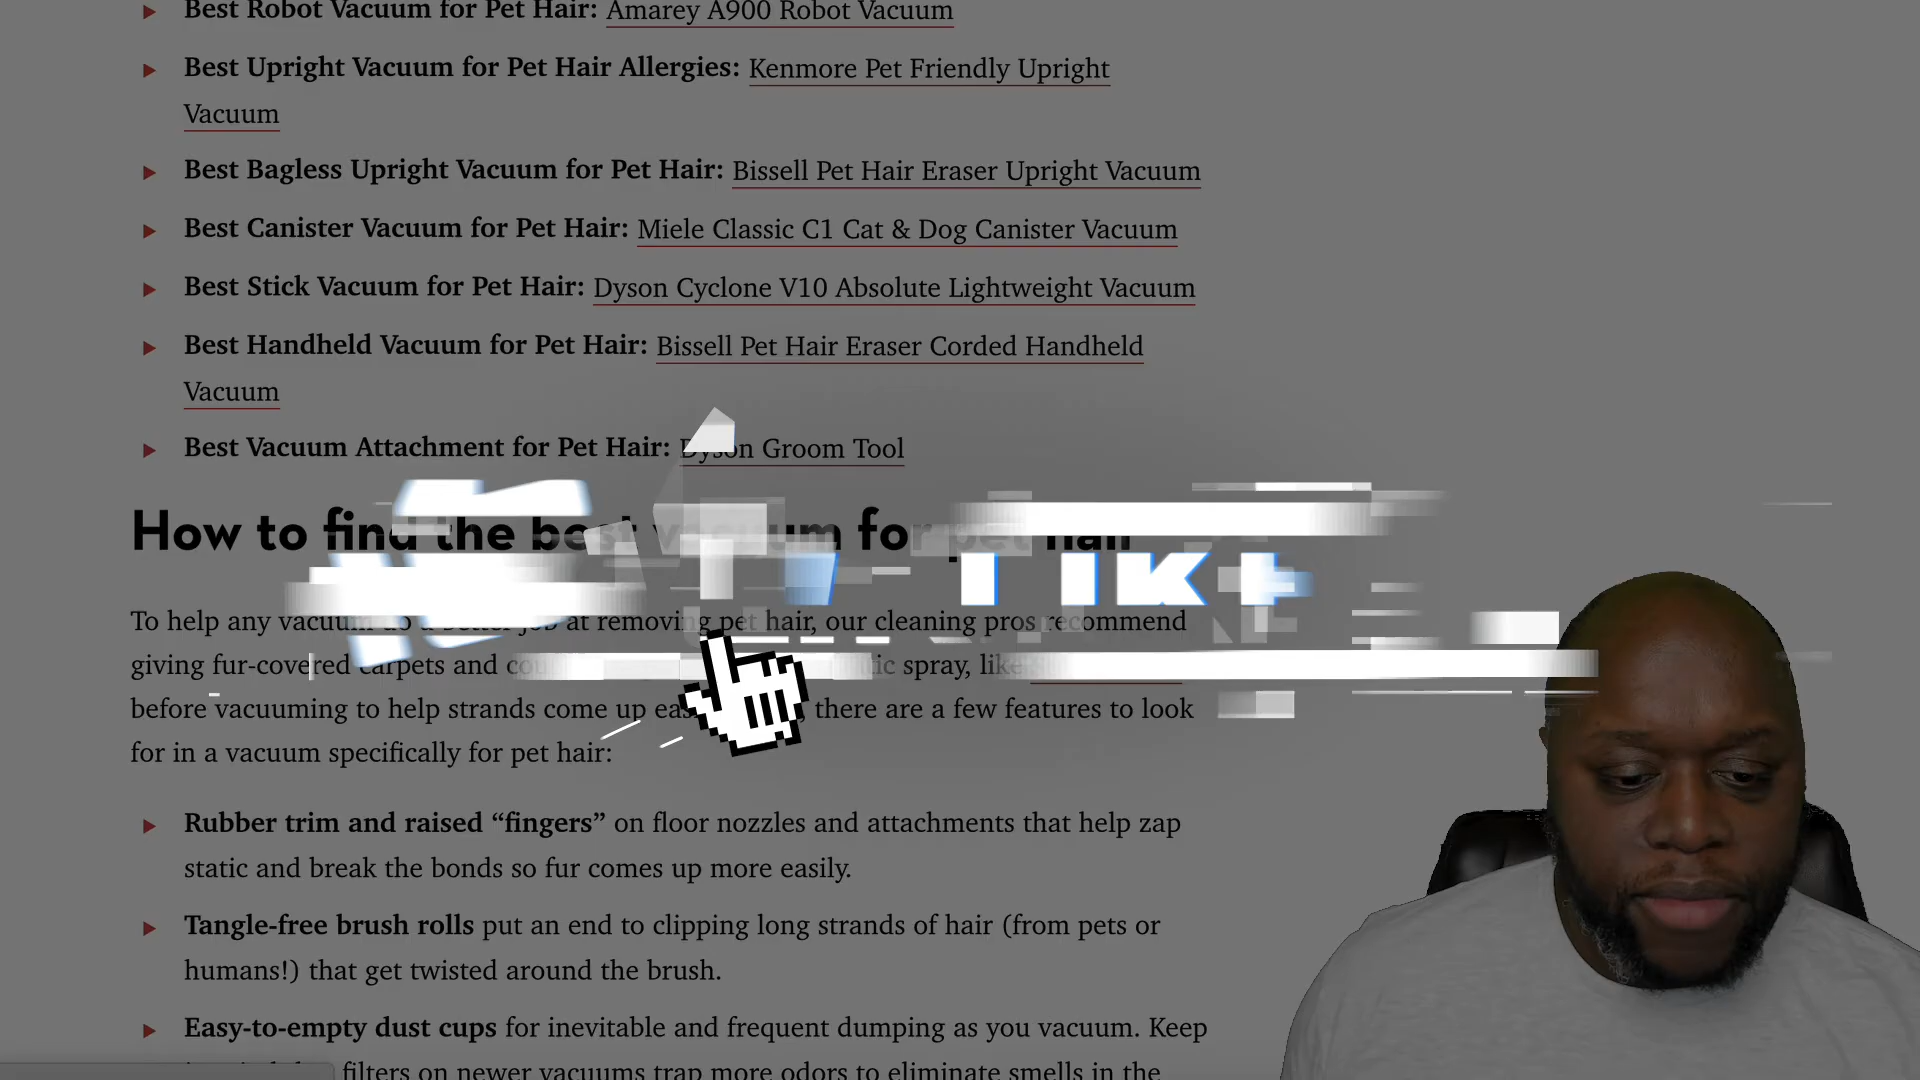 Best Robot Vacuum for Pet Hair: Amarey A900 Robot Vacuum
Best Upright Vacuum for Pet Hair Allergies: Kenmore Pet Friendly Upright
Vacuum
Best Bagless Upright Vacuum for Pet Hair: Bissell Pet Hair Eraser Upright Vacuum
Best Canister Vacuum for Pet Hair: Miele Classic C1 Cat & Dog Canister Vacuum
Best Stick Vacuum for Pet Hair: Dyson Cyclone V10 Absolute Lightweight Vacuum
Best Handheld Vacuum for Pet Hair: Bissell Pet Hair Eraser Corded Handheld
Vacuum
Best Vacuum Attachment for Pet Hair: Dyson Groom Tool
How to find the best vacuum for pet hair
LIKE
To help any vacuum do a better job at removing pet hair, our cleaning pros recommend
giving fur-covered carpets and spray, like
before vacuuming to help strands come up there are a few features to look
for in a vacuum specifically for pet hair:
Rubber trim and raised “fingers” on floor nozzles and attachments that help zap
static and break the bonds so fur comes up more easily.
Tangle-free brush rolls put an end to clipping long strands of hair (from pets or
humans!) that get twisted around the brush.
Easy-to-empty dust cups for inevitable and frequent dumping as you vacuum. Keep
filters on newer vacuums trap more odors to eliminate smells in the